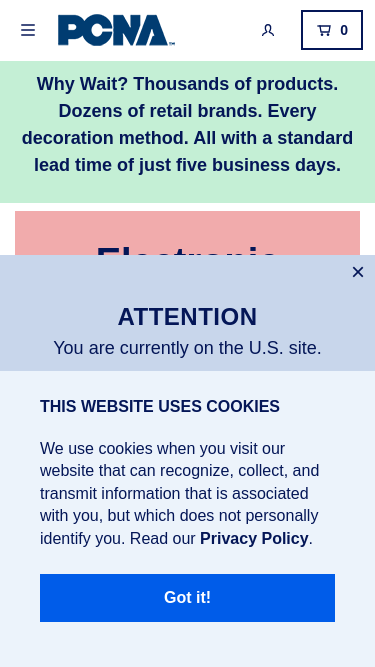 PCNA
0
Why Wait? Thousands of products.
Dozens of retail brands. Every
decoration method. All with a standard
lead time of just five business days.
Electronic
ATTENTION
You are currently on the U.S. site.
THIS WEBSITE USES COOKIES
We use cookies when you visit our
website that can recognize, collect, and
transmit information that is associated
with you, but which does not personally
identify you. Read our Privacy Policy.
Got it!